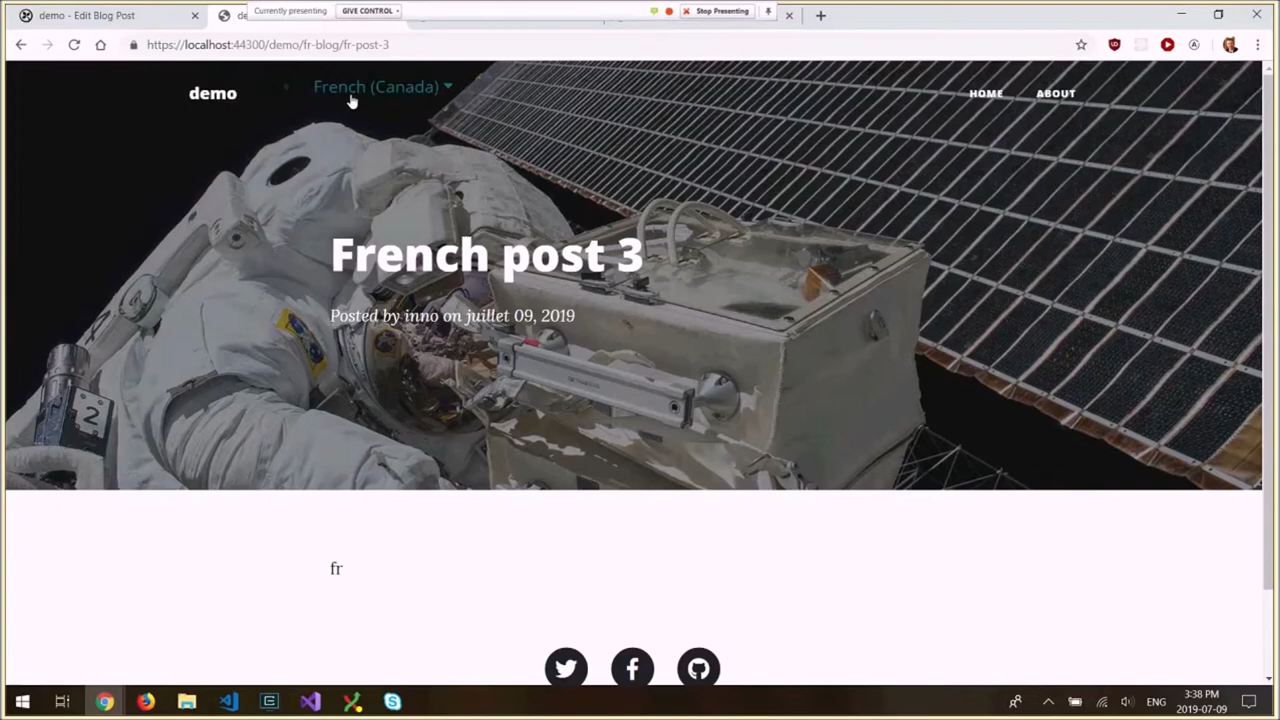 demo - Edit Blog Post
Currently presenting
GIVE CONTROL
Stop Presenting
https://localhost:44300/demo/fr-blog/fr-post-3
demo
French (Canada)
HOME
ABOUT
French post 3
Posted by inno on juillet 09, 2019
2
fr
ENG
3:38 PM
2019-07-09